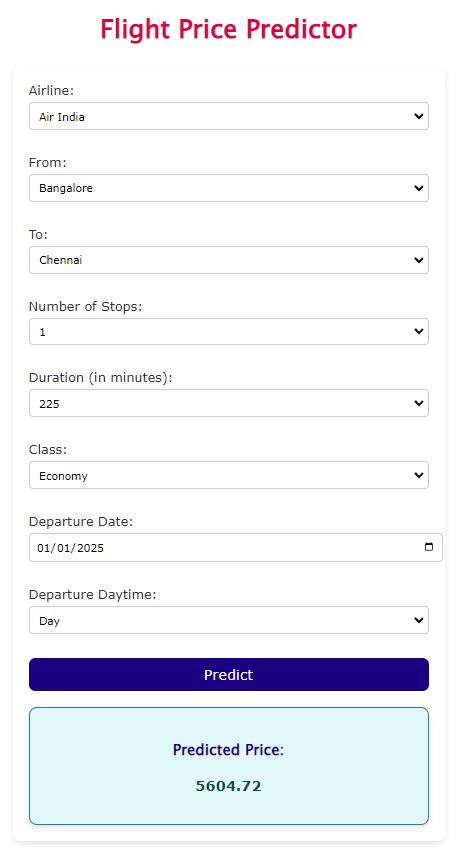 Flight Price Predictor
Airline:
Air India
From:
Bangalore
To:
Chennai
Number of Stops:
1
Duration (in minutes):
225
Class:
Economy
Departure Date:
01/01/2025
Departure Daytime:
Day
Predict
Predicted Price:
5604.72